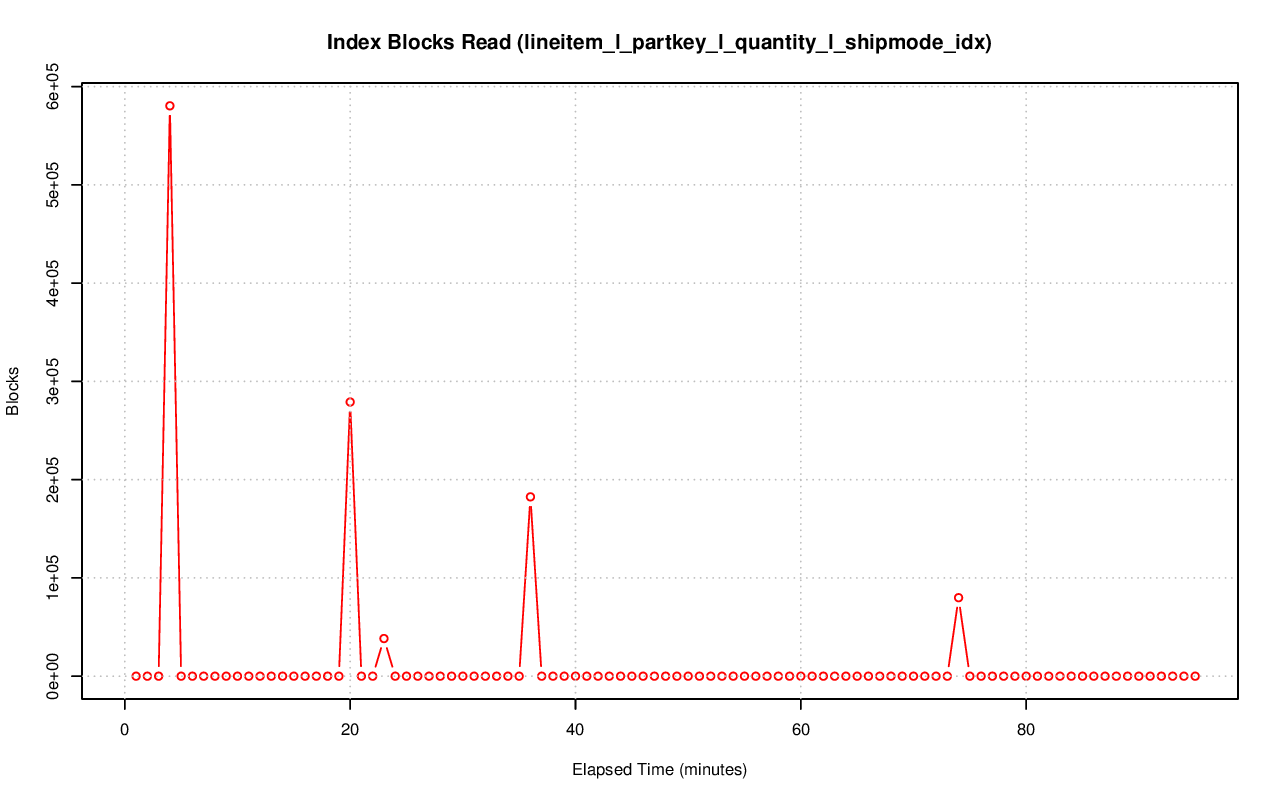 Index Blocks Read (lineitem_l_partkey_l_quantity_l_shipmode_idx)
6e+05
5e+05
4e+05
3e+05
2e+05
1e+05
0e+00
Blocks
0 20 40 60 80
Elapsed Time (minutes)